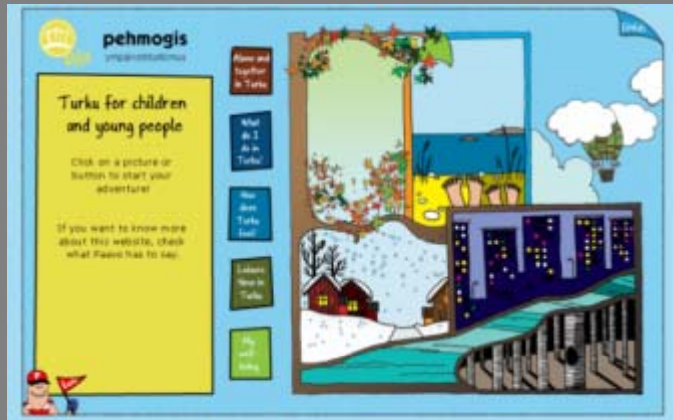 pehmogis
Turku for children
and young people
Click on a picture or
button to start your
adventure!
If you want to know more
about this website, check
what Paavo has to say.
Alone and
together
in Turku
What
do I
do in
Turku?
How
does
Turku
feel?
Leisure
time in
Turku
My
well-
being